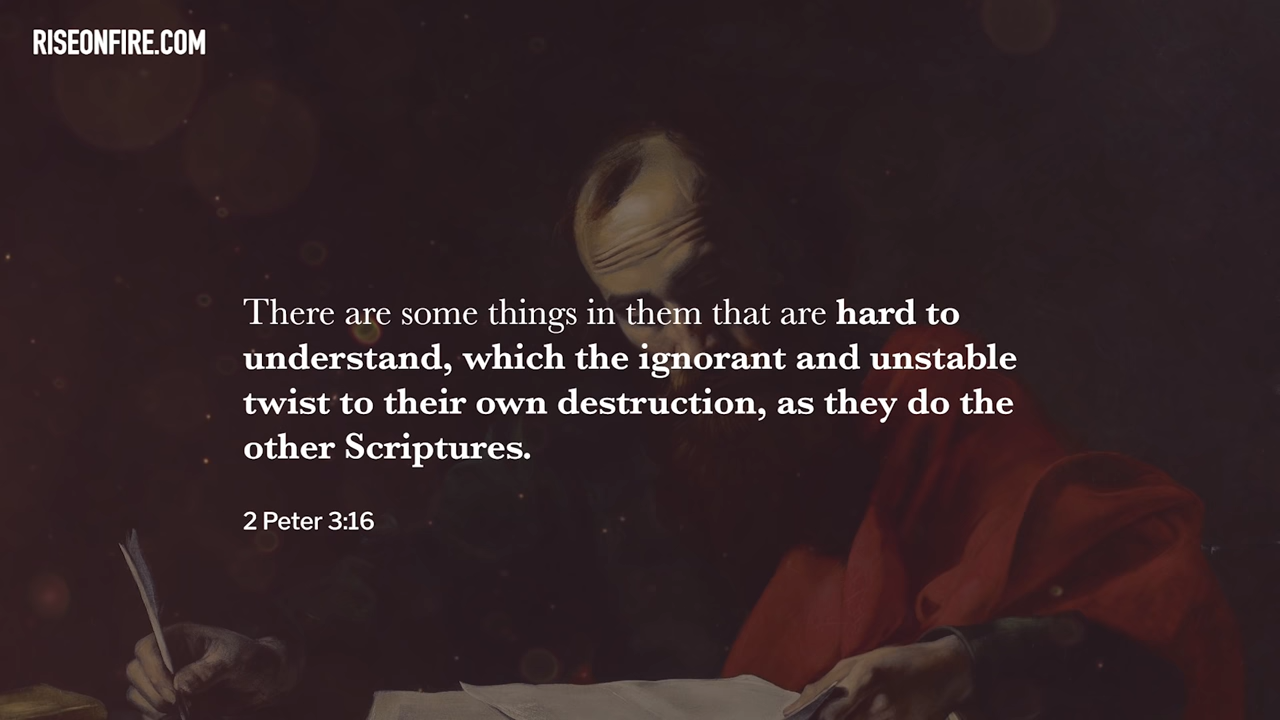 RISEONFIRE.COM
There are some things in them that are hard to
understand, which the ignorant and unstable
twist to their own destruction, as they do the
other Scriptures.
2 Peter 3:16